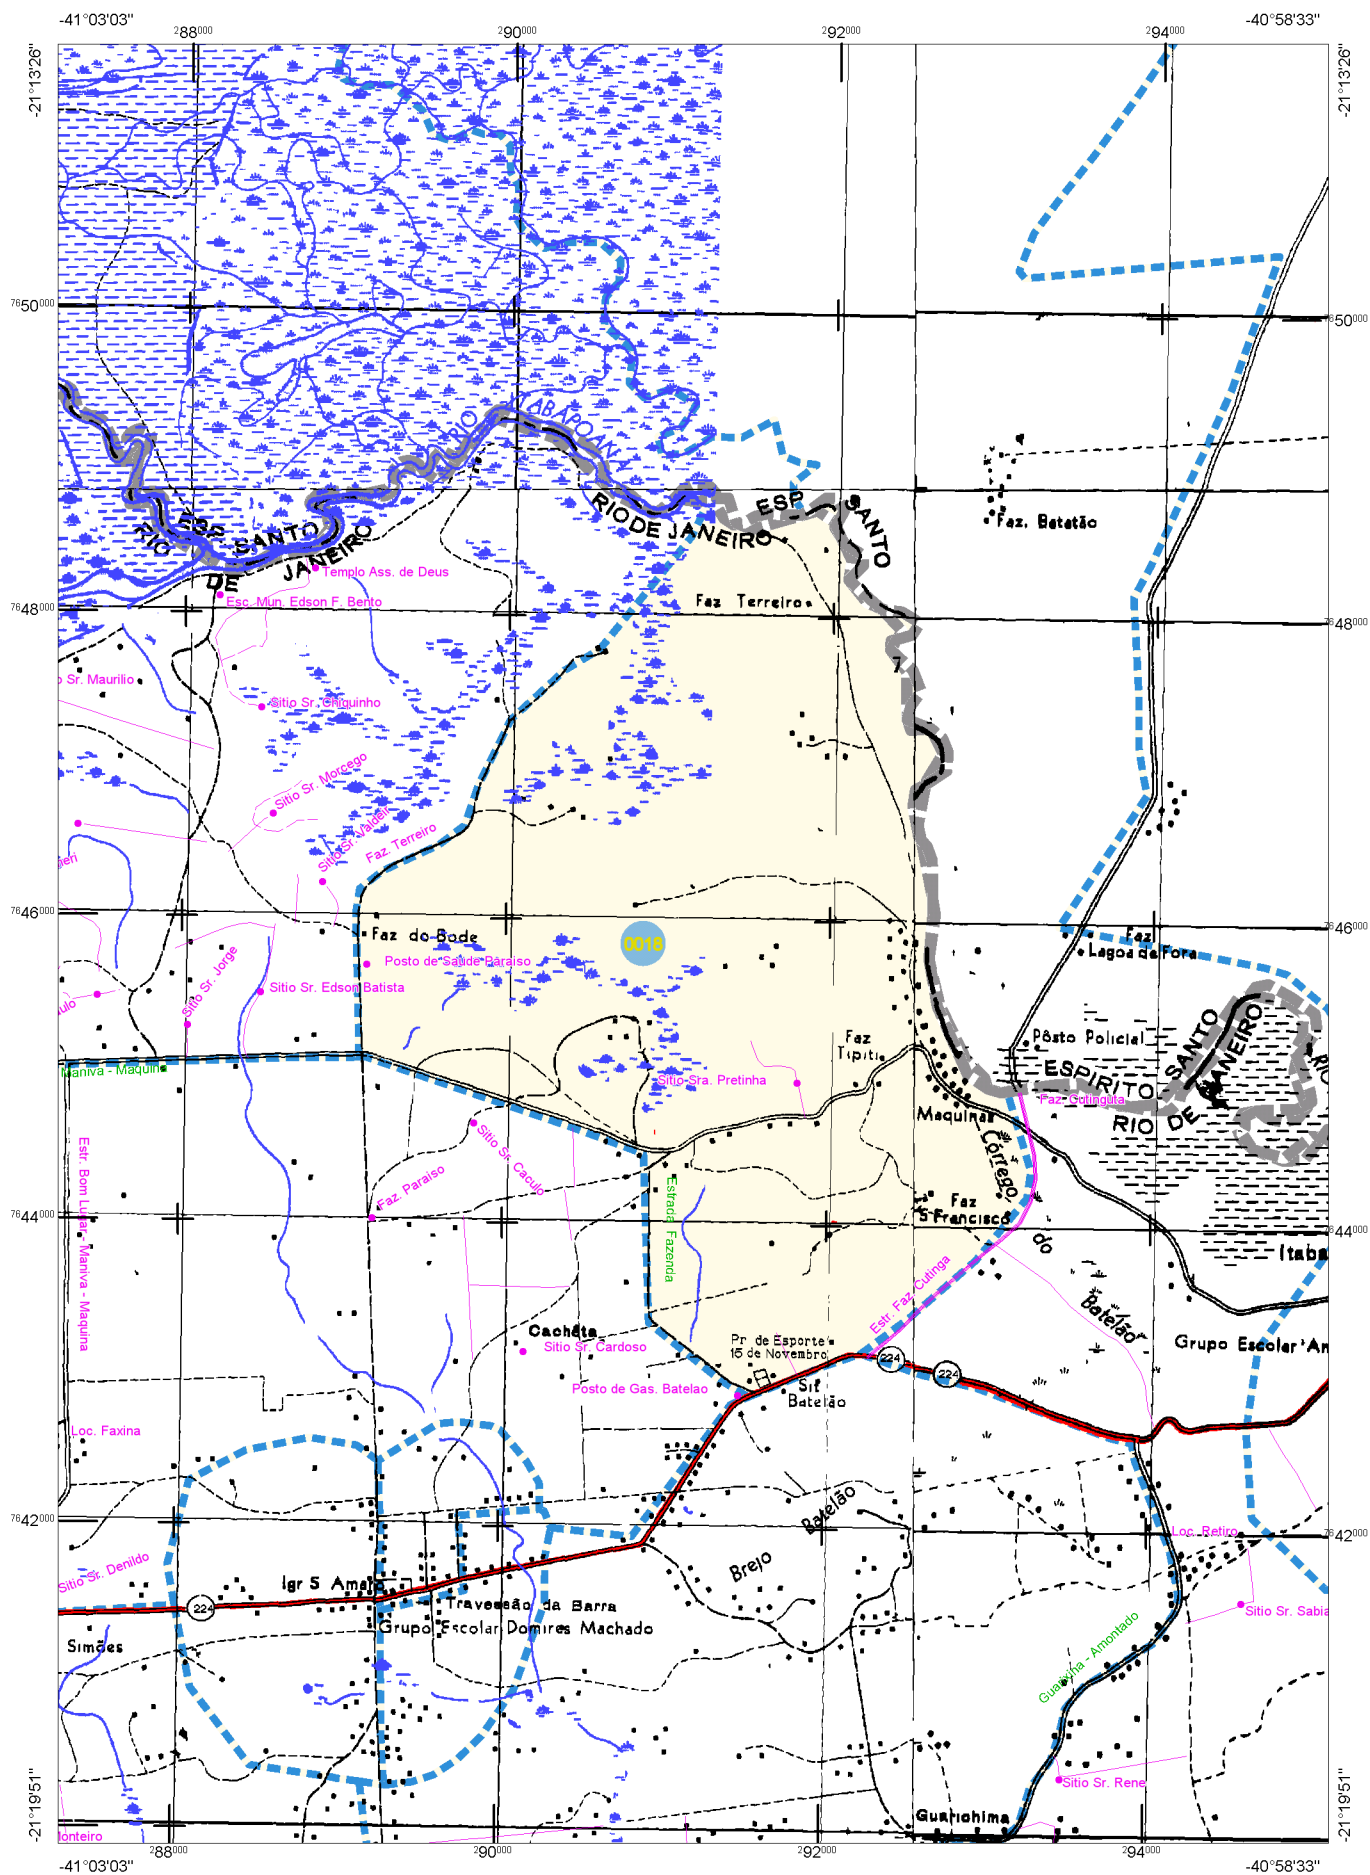 -41°03'03"
-40°58'33"
288000
290000
292000
294000
-21°13'26"
-21°13'26"
7650000
7650000
RIO
ITABAPOANA
ESP SANTO
RIO DE JANEIRO
ESP SANTO
RIO DE JANEIRO
Faz. Batatão
Templo Ass. de Deus
Esc. Mun. Edson F. Bento
Faz Terreiro
7648000
7648000
o Sr. Maurilio
Sitio Sr. Chiquinho
Sitio Sr. Morcego
Sitio Sr. Valdeir
Faz. Terreiro
ieri
7646000
7646000
Faz do Bode
0018
Faz
Lagoa de Fora
Posto de Saude Paraiso
Sitio Sr. Jorge
Sitio Sr. Edson Batista
ulo
Pôsto Policial
Faz
Tipiti
ESPIRITO SANTO
RIO DE JANEIRO
RIO
Maniva - Maquina
Sitio Sra. Pretinha
Faz. Cutinguta
Maquinas
Sitio Sr. Caculo
Estr. Bom Lugar - Maniva - Maquina
Faz. Paraiso
Estrada Fazenda
Córrego do Batelão
Faz
S Francisco
7644000
7644000
Itaba
Estr. Faz. Cutinga
Cachêta
Sitio Sr. Cardoso
Pr de Esporte
15 de Novembro
224
224
Grupo Escolar An
Posto de Gas. Batelao
Sit
Batelão
Loc. Faxina
Batelão
Brejo
7642000
7642000
Loc. Retiro
Sitio Sr. Denildo
Igr S Amaro
224
Travessão da Barra
Grupo Escolar Domires Machado
Sitio Sr. Sabia
Simões
Guarixina - Amontado
Sitio Sr. Rene
Guarichima
Monteiro
-21°19'51"
-21°19'51"
288000
290000
292000
294000
-41°03'03"
-40°58'33"